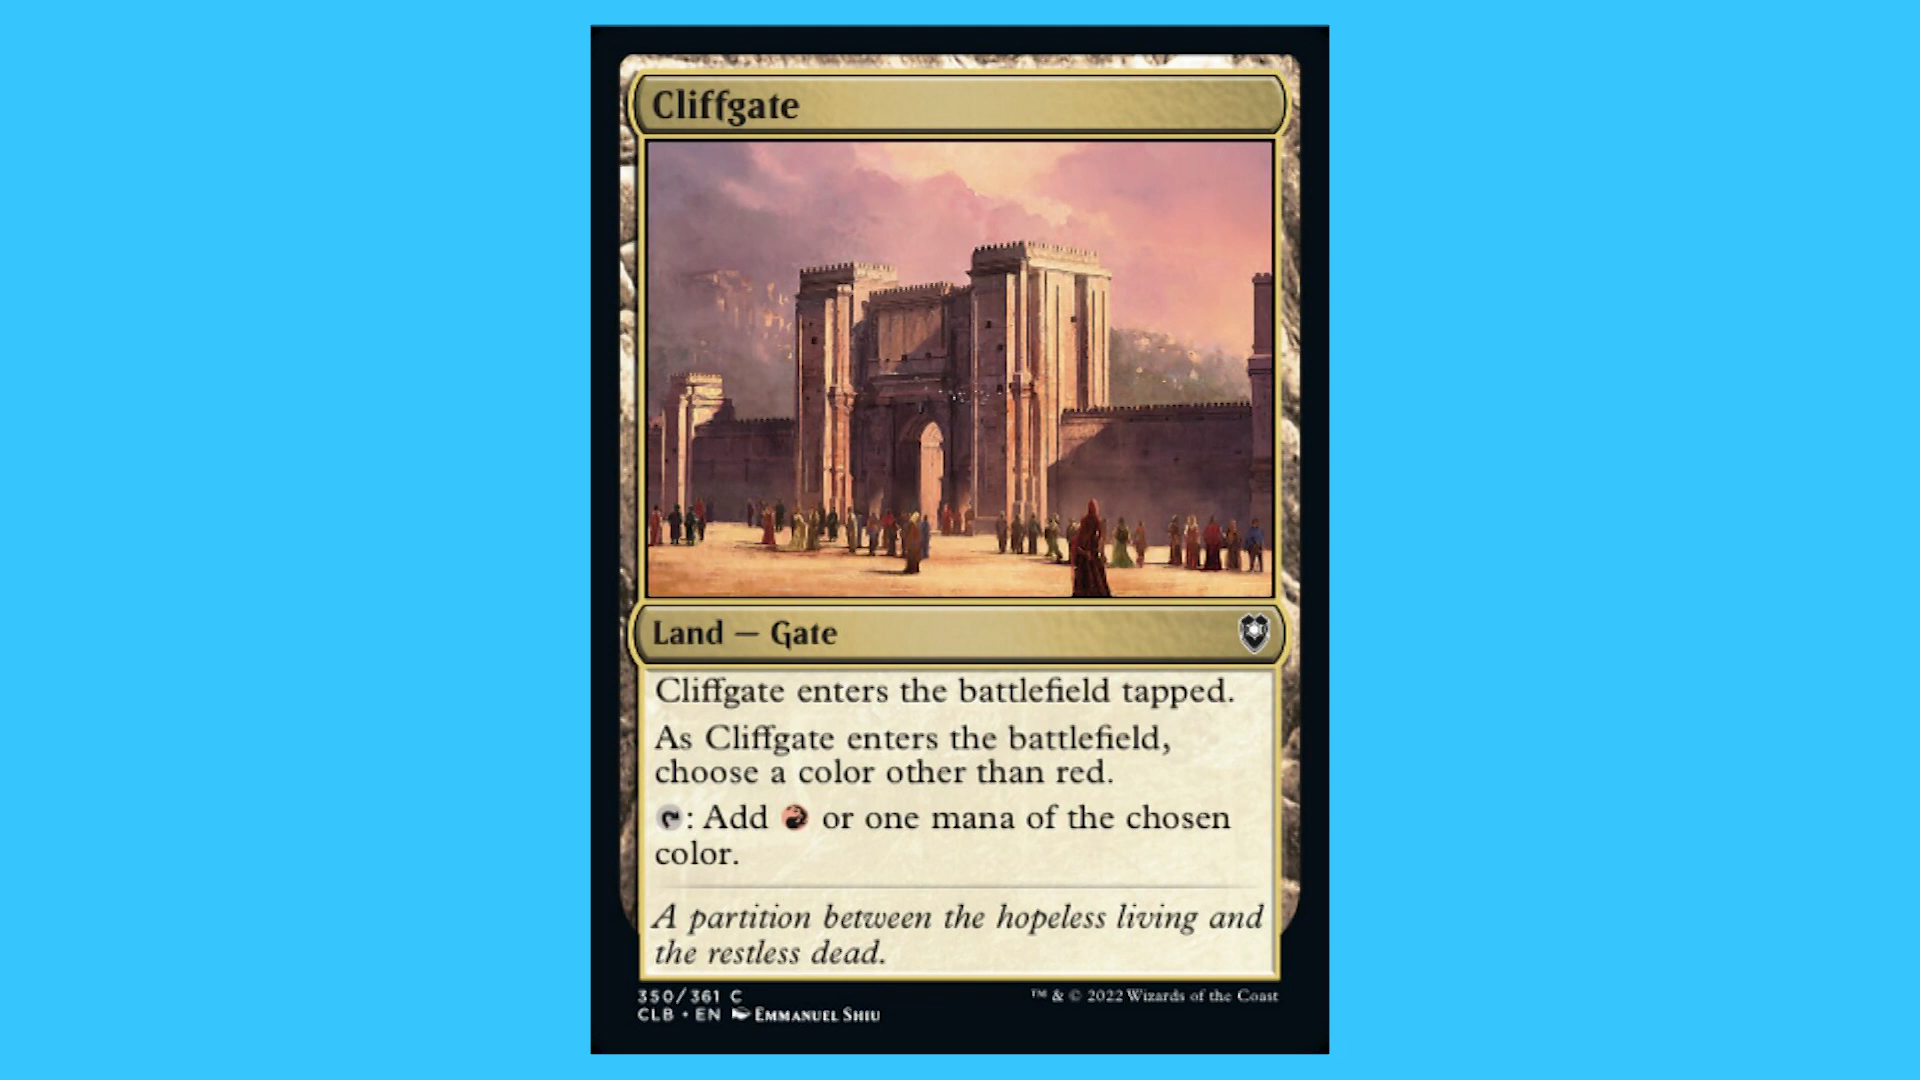 Cliffgate
Land — Gate
Cliffgate enters the battlefield tapped.
As Cliffgate enters the battlefield,
choose a color other than red.
: Add or one mana of the chosen
color.
A partition between the hopeless living and
the restless dead.
350/361 C
™ & © 2022 Wizards of the Coast
CLB • EN Emmanuel Shiu